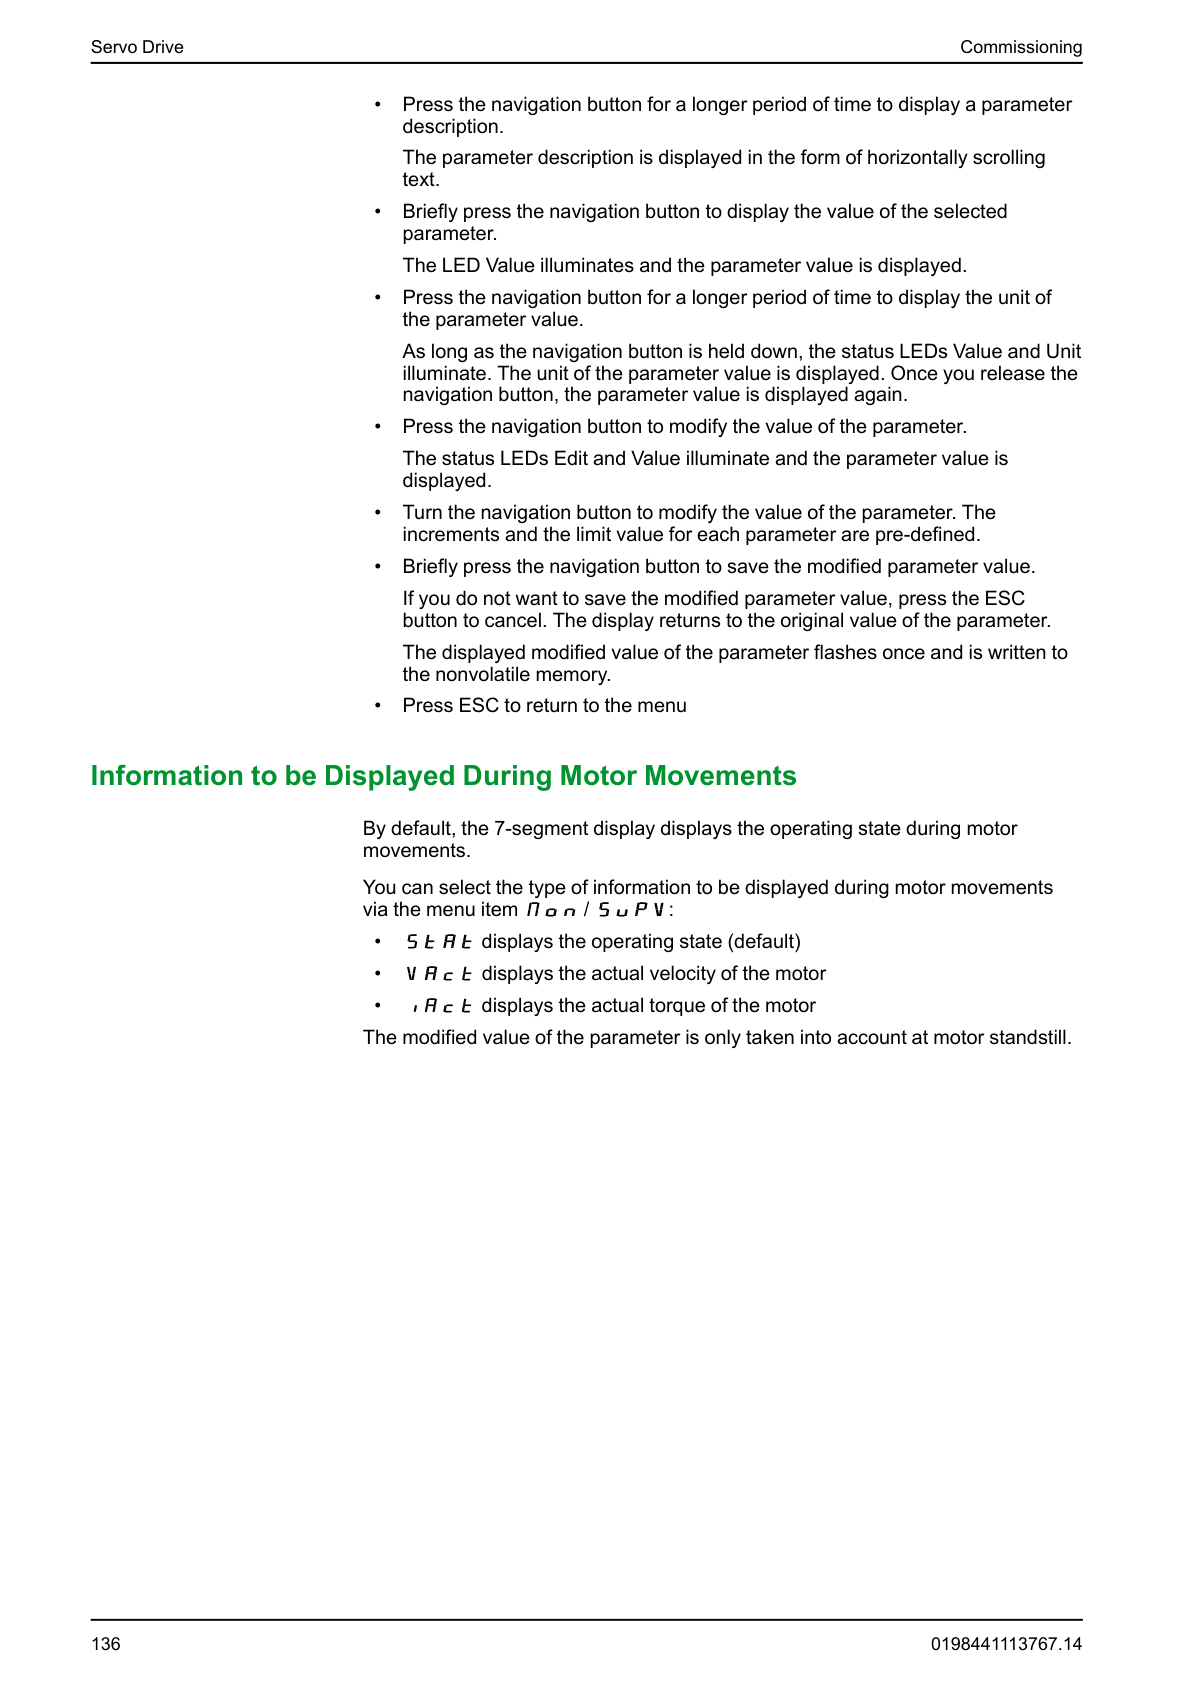 Servo Drive
Commissioning
• Press the navigation button for a longer period of time to display a parameter
description.
The parameter description is displayed in the form of horizontally scrolling
text.
• Briefly press the navigation button to display the value of the selected
parameter.
The LED Value illuminates and the parameter value is displayed.
• Press the navigation button for a longer period of time to display the unit of
the parameter value.
As long as the navigation button is held down, the status LEDs Value and Unit
illuminate. The unit of the parameter value is displayed. Once you release the
navigation button, the parameter value is displayed again.
• Press the navigation button to modify the value of the parameter.
The status LEDs Edit and Value illuminate and the parameter value is
displayed.
• Turn the navigation button to modify the value of the parameter. The
increments and the limit value for each parameter are pre-defined.
• Briefly press the navigation button to save the modified parameter value.
If you do not want to save the modified parameter value, press the ESC
button to cancel. The display returns to the original value of the parameter.
The displayed modified value of the parameter flashes once and is written to
the nonvolatile memory.
• Press ESC to return to the menu
Information to be Displayed During Motor Movements
By default, the 7-segment display displays the operating state during motor
movements.
You can select the type of information to be displayed during motor movements
via the menu item Mon / SuPV:
• StAt displays the operating state (default)
• VAct displays the actual velocity of the motor
• iAct displays the actual torque of the motor
The modified value of the parameter is only taken into account at motor standstill.
136
0198441113767.14